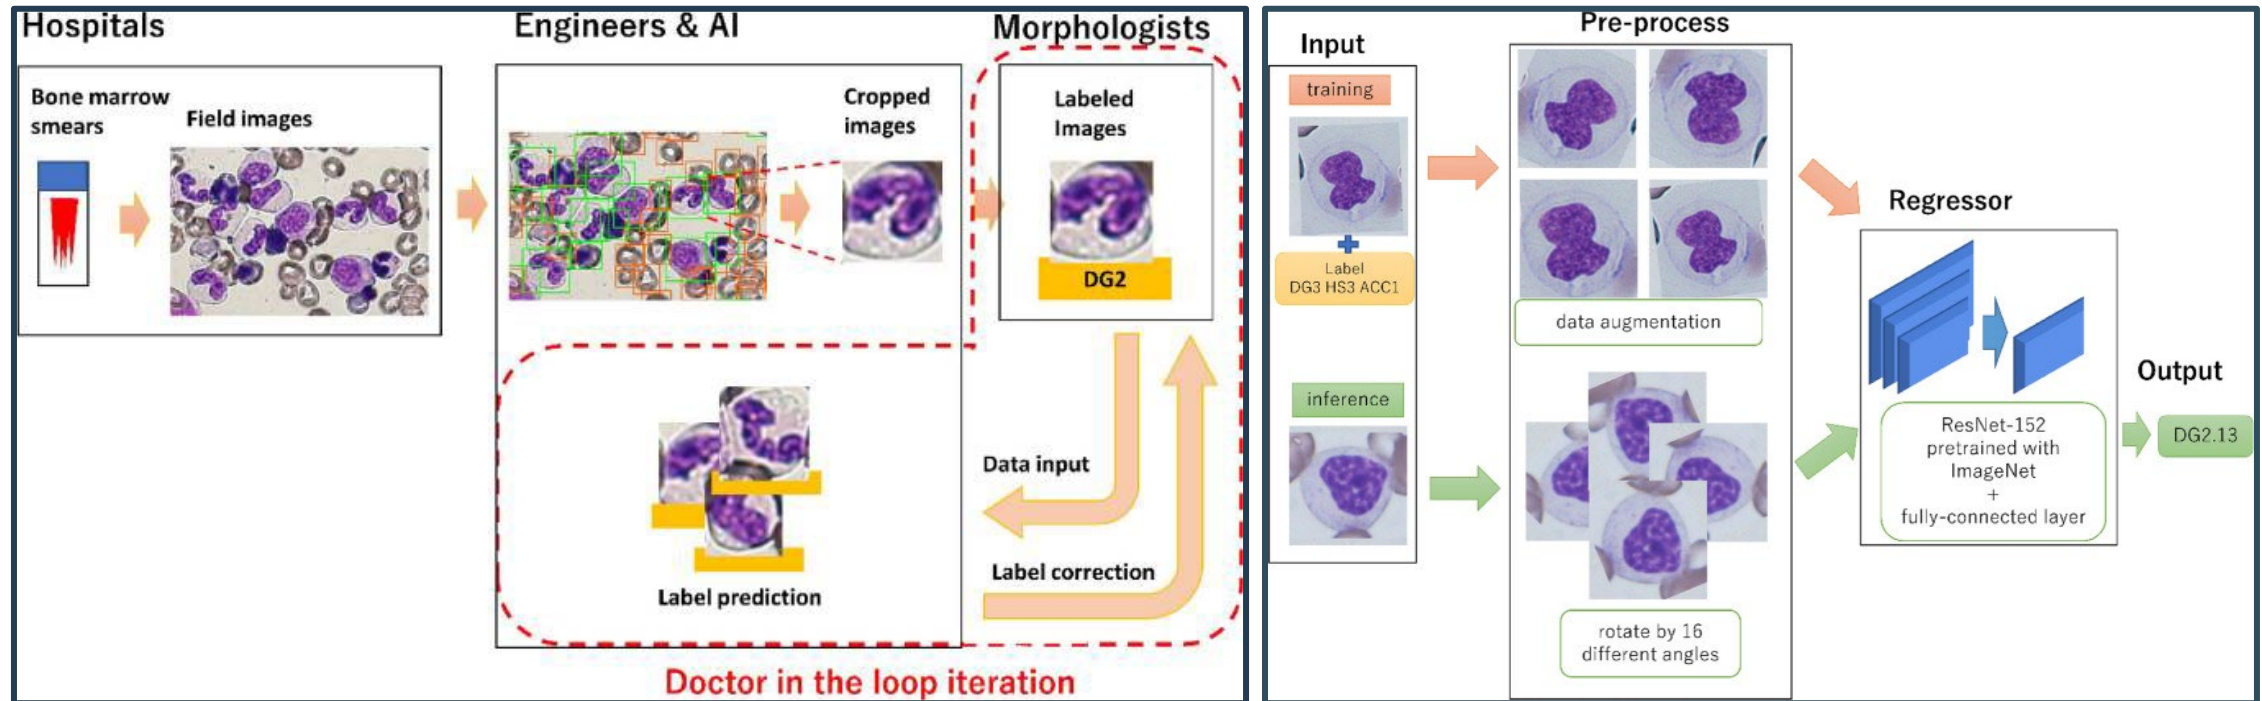 Hospitals
Bone marrow
smears
Field images
Engineers & AI
Cropped
images
Morphologists
Labeled
Images
DG2
Data input
Label correction
Label prediction
Doctor in the loop iteration
Input
training
Label
DG3 HS3 ACC1
inference
Pre-process
data augmentation
rotate by 16
different angles
Regressor
ResNet-152
pretrained with
ImageNet
+
fully-connected layer
Output
DG2.13